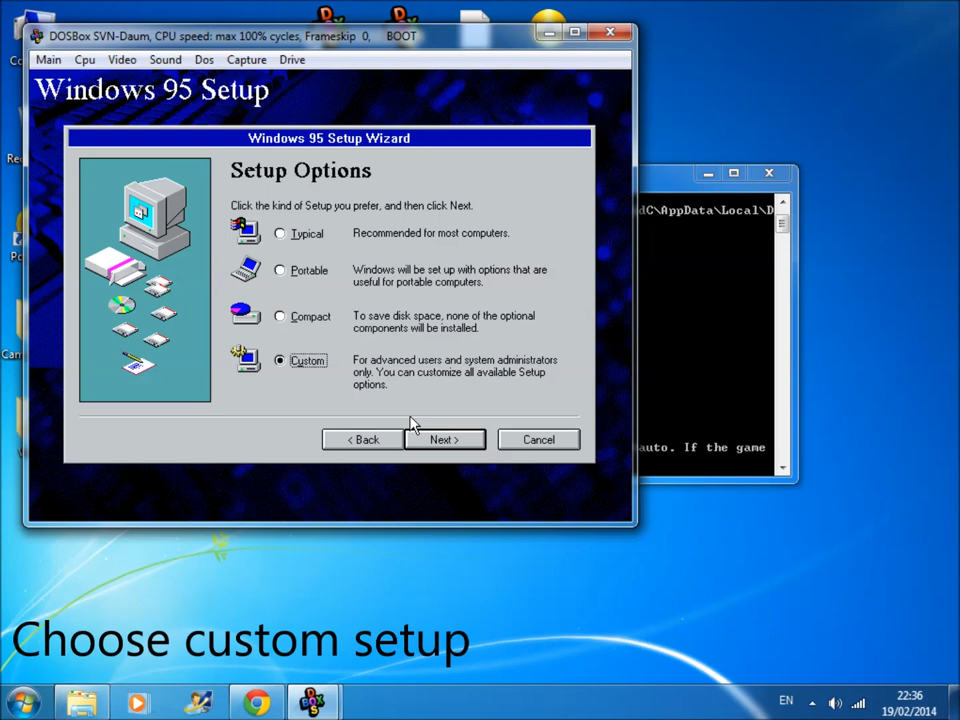 DOSBox SVN-Daum, CPU speed: max 100% cycles, Frameskip 0, BOOT
Main Cpu Video Sound Dos Capture Drive
Windows 95 Setup
Windows 95 Setup Wizard
Setup Options
Click the kind of Setup you prefer, and then click Next.
Typical Recommended for most computers.
Portable Windows will be set up with options that are
useful for portable computers.
Compact To save disk space, none of the optional
components will be installed.
Custom For advanced users and system administrators
only. You can customize all available Setup
options.
< Back Next > Cancel
dC\AppData\Local\D
auto. If the game
Choose custom setup
EN 22:36
19/02/2014